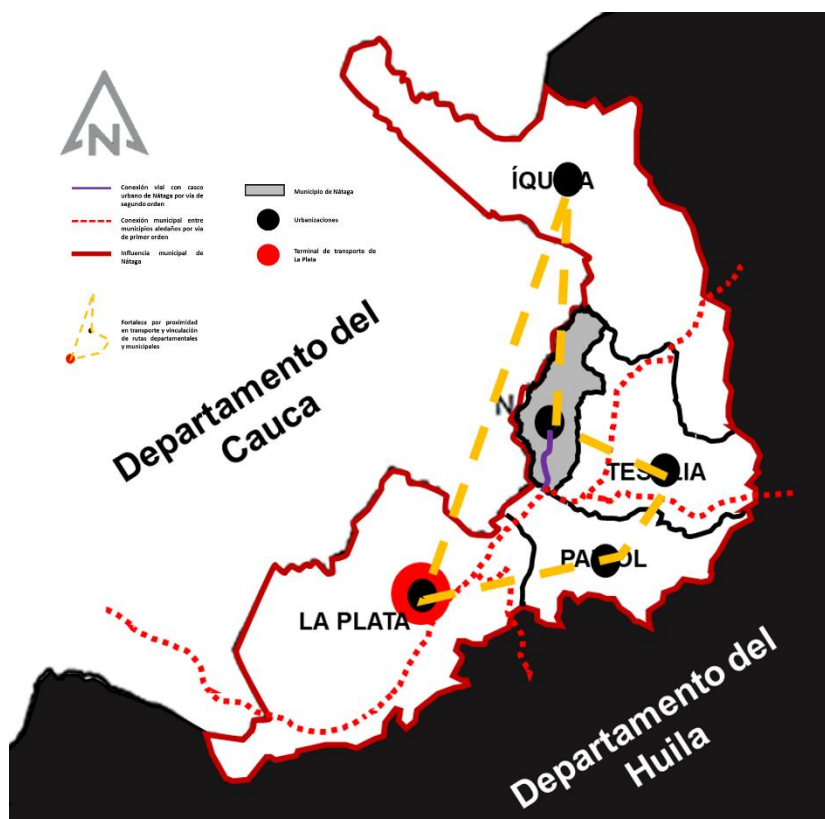 N
Conexión vial con casco
urbano de Nátaga por vía de
segundo orden
Conexión municipal entre
municipios aledaños por vía
de primer orden
Influencia municipal de
Nátaga
Fortaleza por proximidad
en transporte y vinculación
de rutas departamentales
y municipales
Municipio de Nátaga
Urbanizaciones
Terminal de transporte de
La Plata
Departamento del
Cauca
LA PLATA
Departamento del
Huila